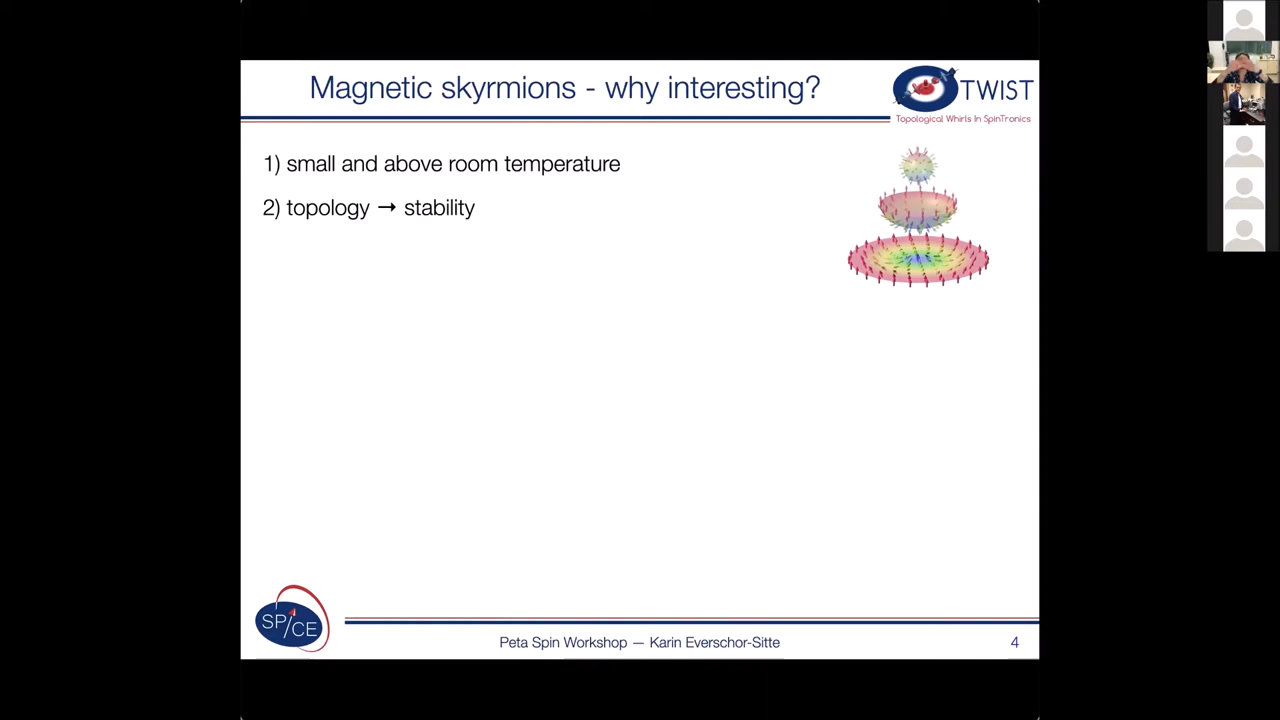 Magnetic skyrmions - why interesting?
TWIST
Topological Whirls In SpinTronics
1) small and above room temperature
2) topology → stability
SPICE
Peta Spin Workshop — Karin Everschor-Sitte
4